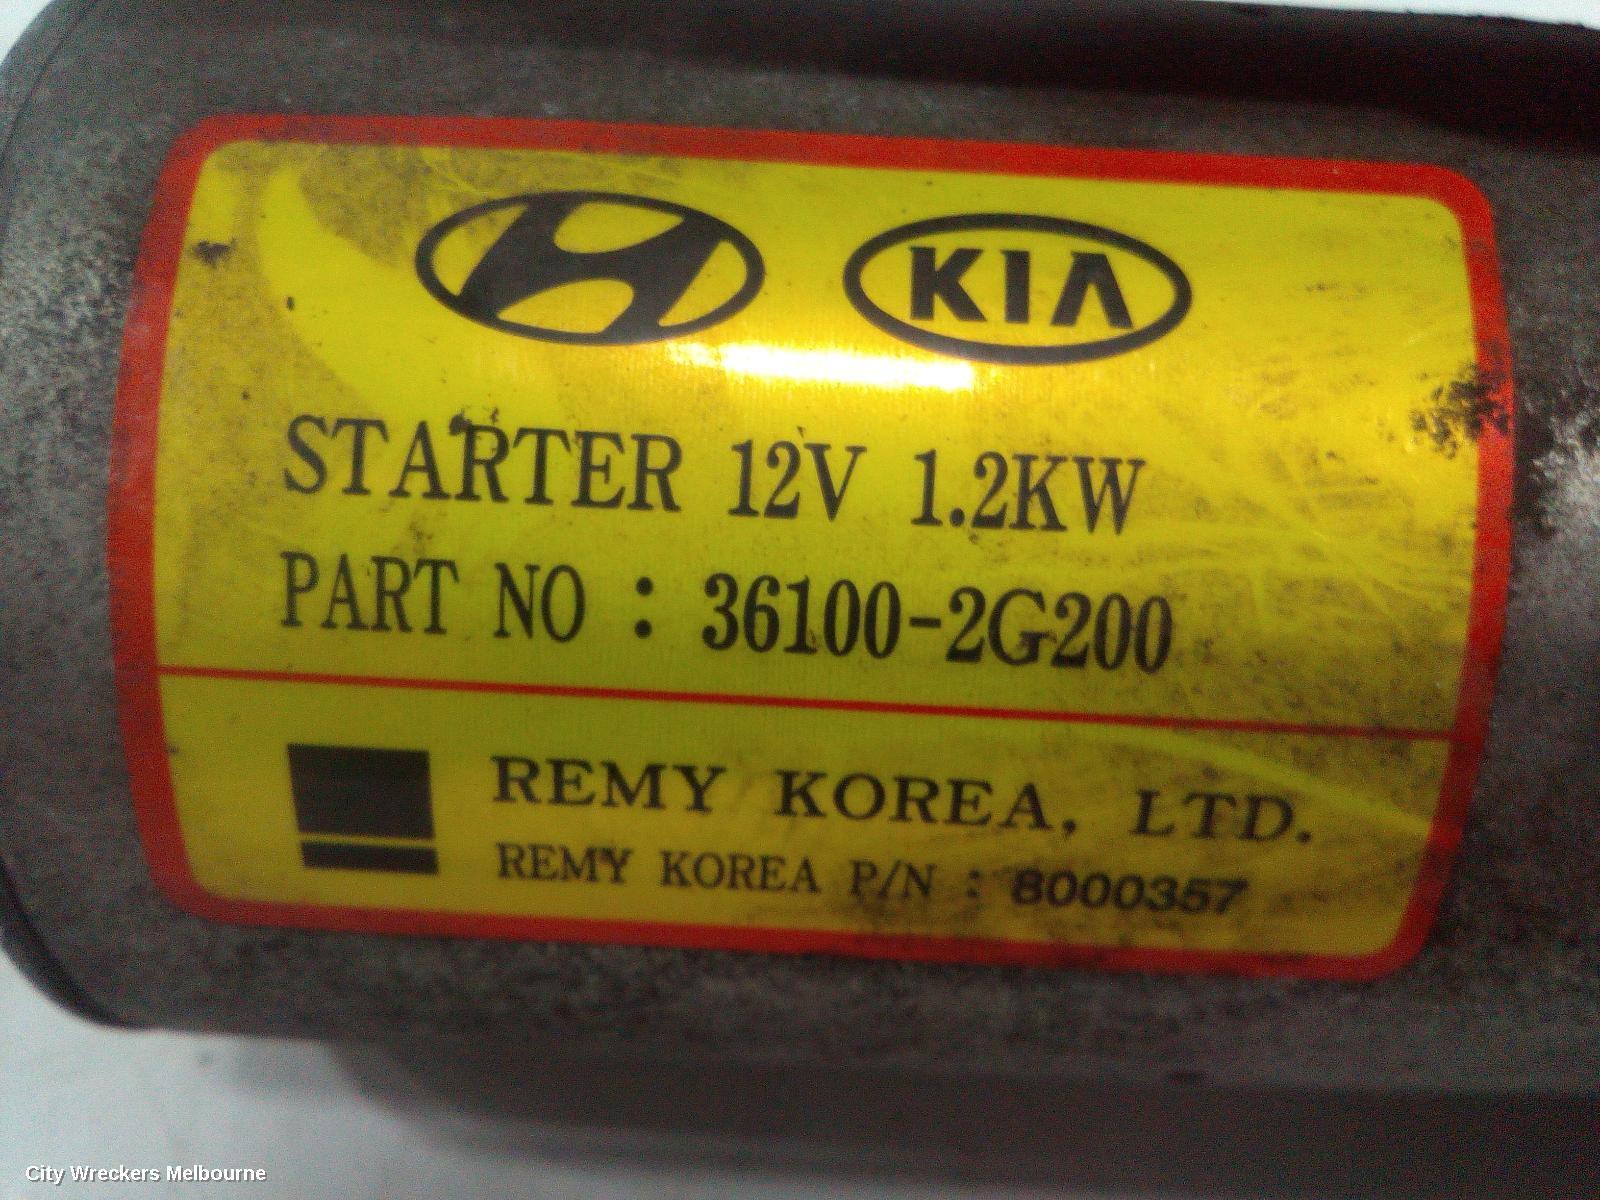 KIA
STARTER 12V 1.2KW
PART NO : 36100-2G200
REMY KOREA, LTD.
REMY KOREA P/N : 8000357
City Wreckers Melbourne